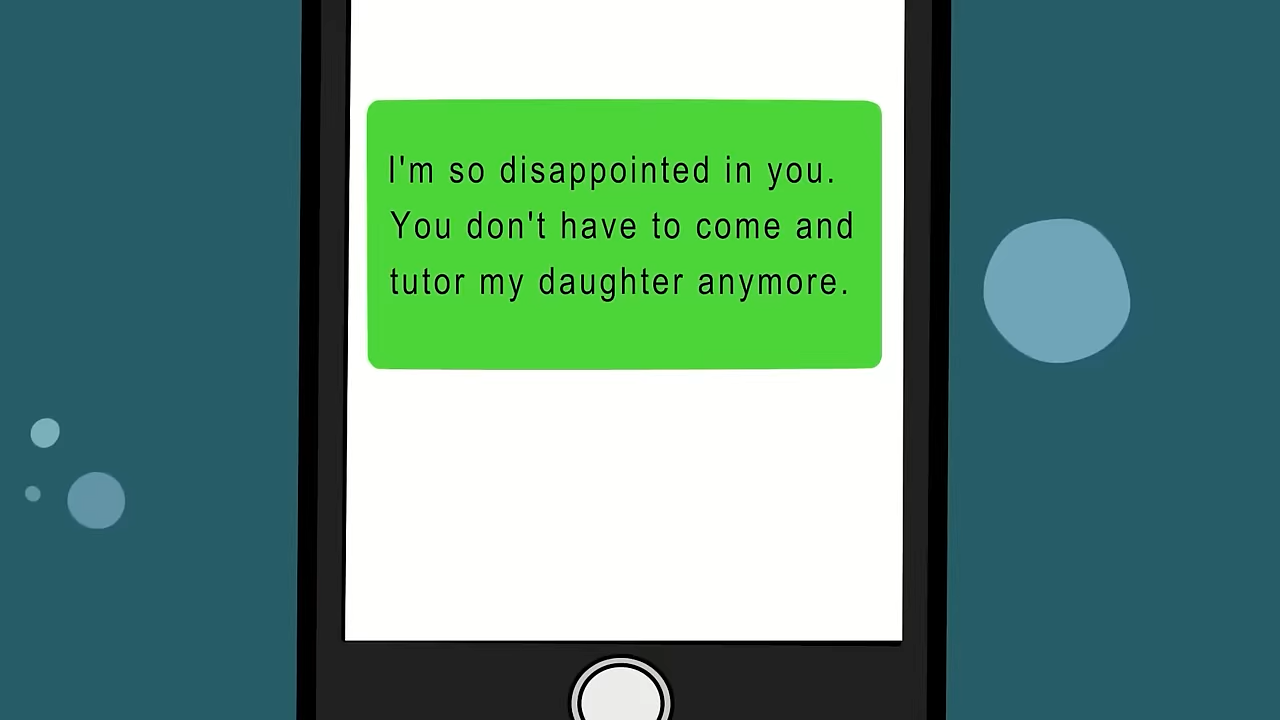 I'm so disappointed in you.
You don't have to come and
tutor my daughter anymore.